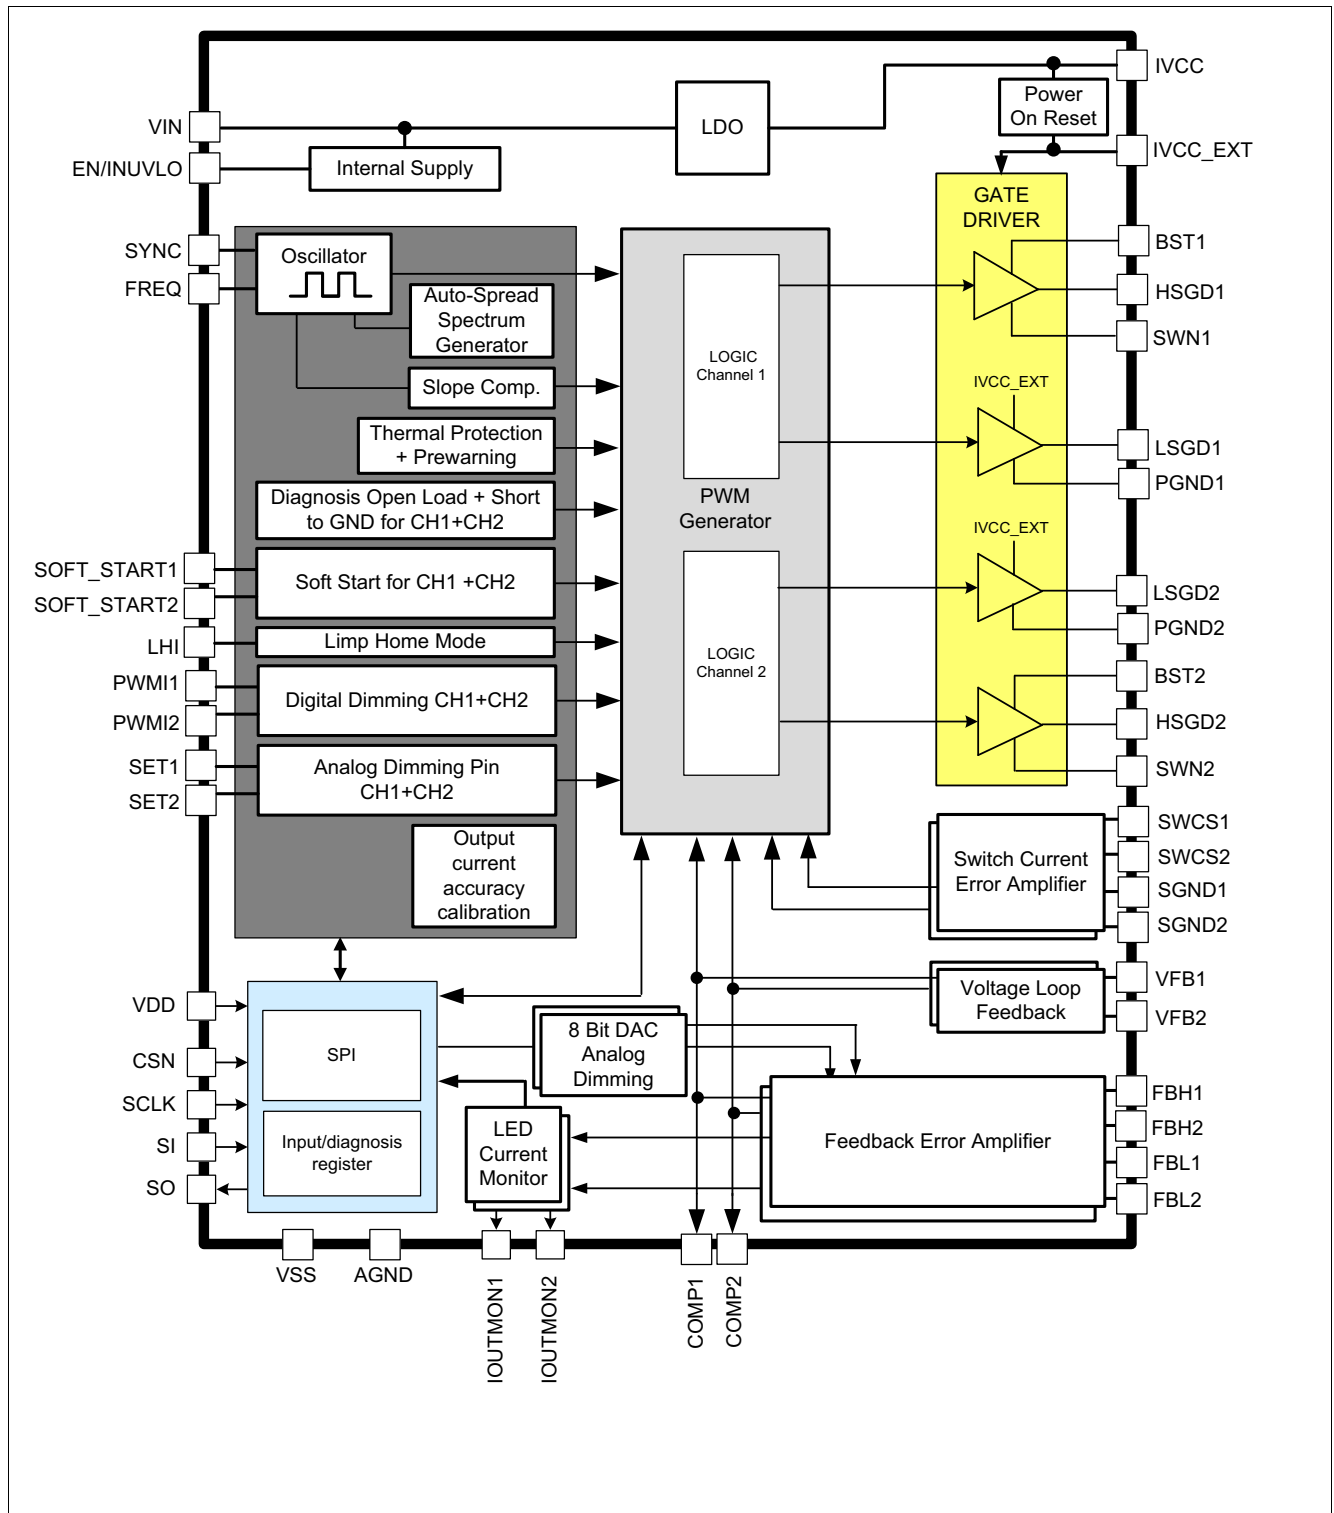 IVCC
Power
On Reset
LDO
VIN
IVCC_EXT
EN/INUVLO
Internal Supply
GATE
DRIVER
SYNC
Oscillator
FREQ
Auto-Spread
Spectrum
Generator
Slope Comp.
Thermal Protection
+ Prewarning
Diagnosis Open Load + Short
to GND for CH1+CH2
SOFT_START1
SOFT_START2
Soft Start for CH1 +CH2
LHI
Limp Home Mode
PWMI1
PWMI2
Digital Dimming CH1+CH2
SET1
SET2
Analog Dimming Pin
CH1+CH2
Output
current
accuracy
calibration
LOGIC
Channel 1
PWM
Generator
LOGIC
Channel 2
BST1
HSGD1
SWN1
IVCC_EXT
LSGD1
PGND1
IVCC_EXT
LSGD2
PGND2
BST2
HSGD2
SWN2
Switch Current
Error Amplifier
SWCS1
SWCS2
SGND1
SGND2
Voltage Loop
Feedback
VFB1
VFB2
VDD
CSN
SCLK
SI
SO
SPI
Input/diagnosis
register
8 Bit DAC
Analog
Dimming
LED
Current
Monitor
Feedback Error Amplifier
FBH1
FBH2
FBL1
FBL2
VSS
AGND
IOUTMON1
IOUTMON2
COMP1
COMP2